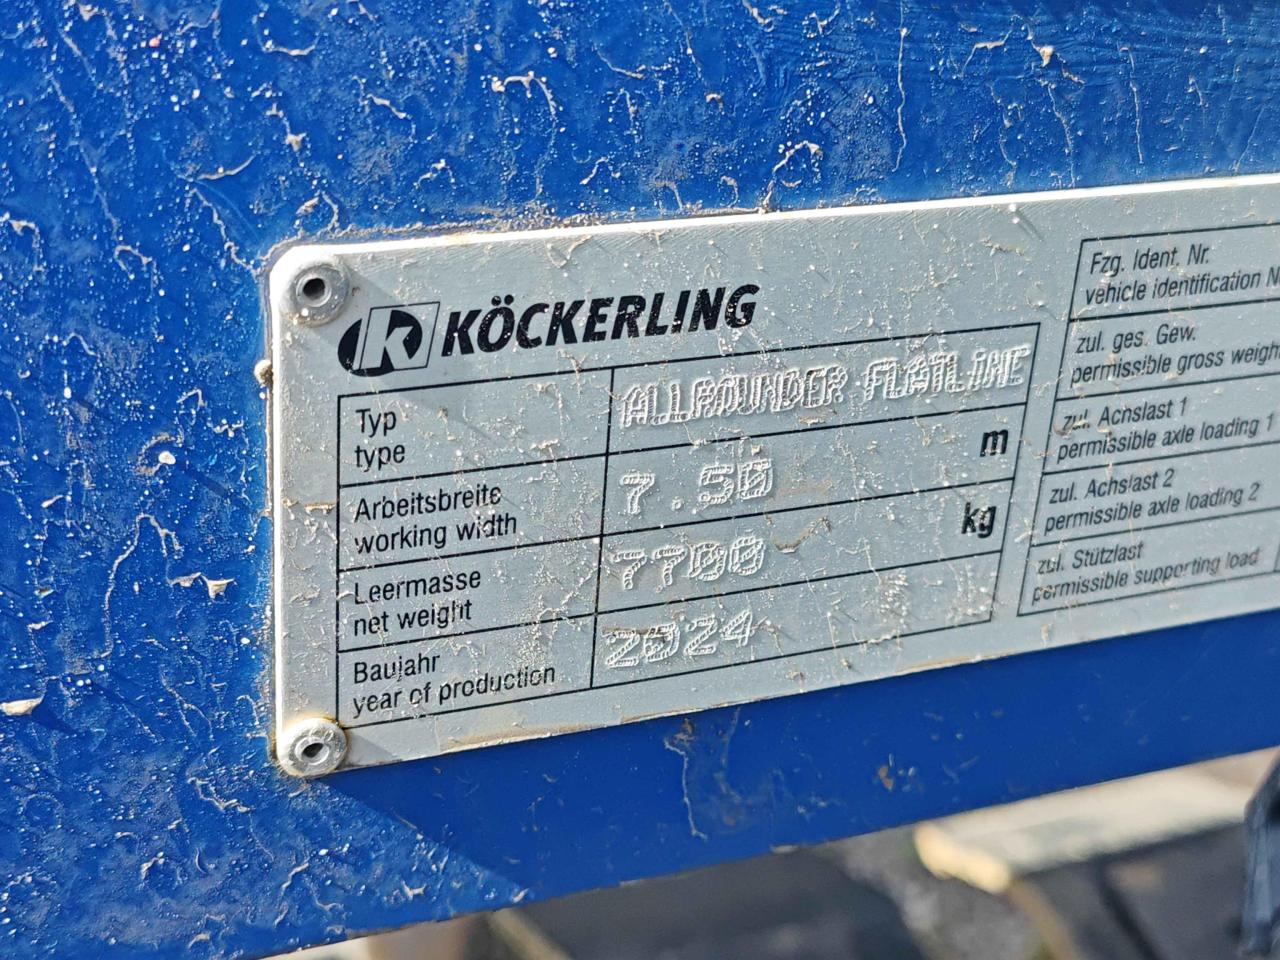 KÖCKERLING
Typ
type
ALLROUNDER FLATLINE
Arbeitsbreite
working width
7.50
m
Leermasse
net weight
7700
kg
Baujahr
year of production
2024
Fzg. Ident. Nr.
vehicle identification
zul. ges. Gew.
permissible gross weigh
zul. Achslast 1
permissible axle loading 1
zul. Achslast 2
permissible axle loading 2
zul. Stützlast
permissible supporting load